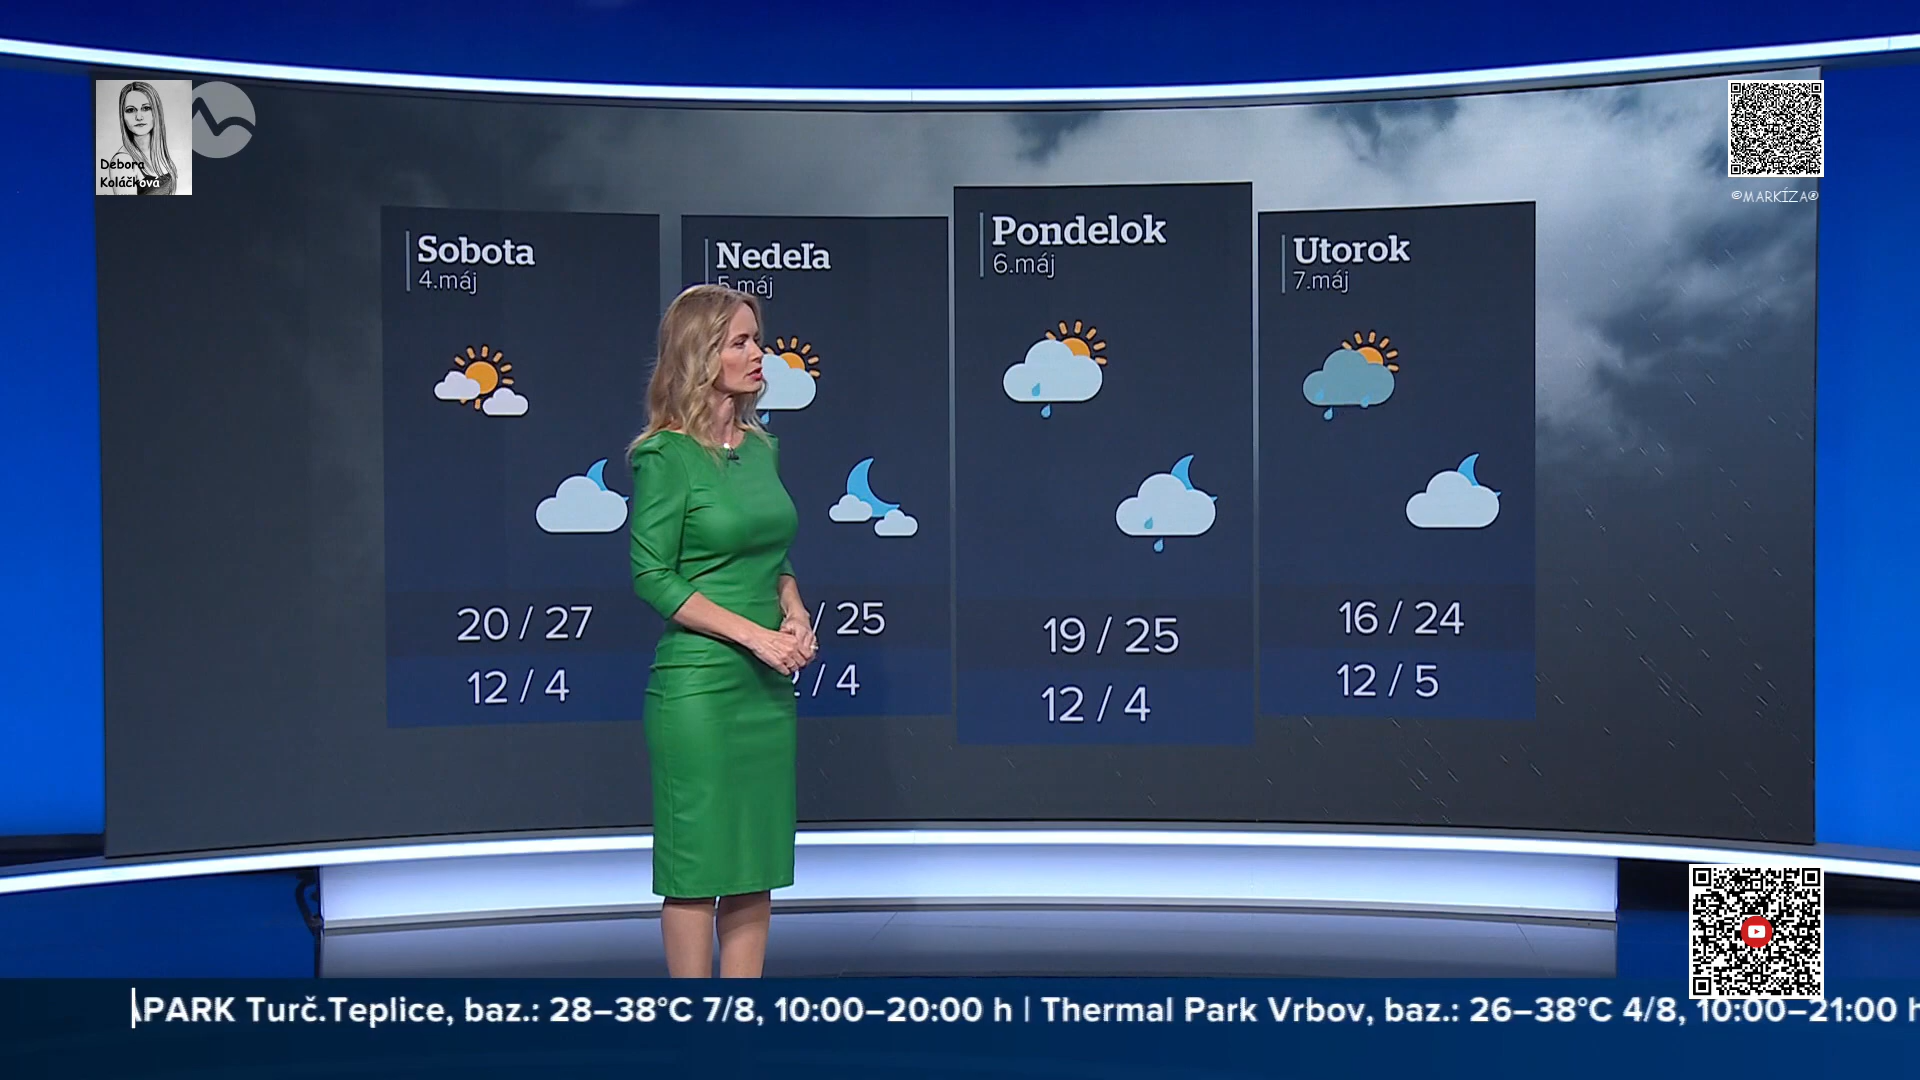 Debora
Koláčková
©MARKÍZA®
Sobota
4.máj
20 / 27
12 / 4
Nedeľa
5.máj
/ 25
/ 4
Pondelok
6.máj
19 / 25
12 / 4
Utorok
7.máj
16 / 24
12 / 5
PARK Turč.Teplice, baz.: 28–38°C 7/8, 10:00–20:00 h | Thermal Park Vrbov, baz.: 26–38°C 4/8, 10:00–21:00 h